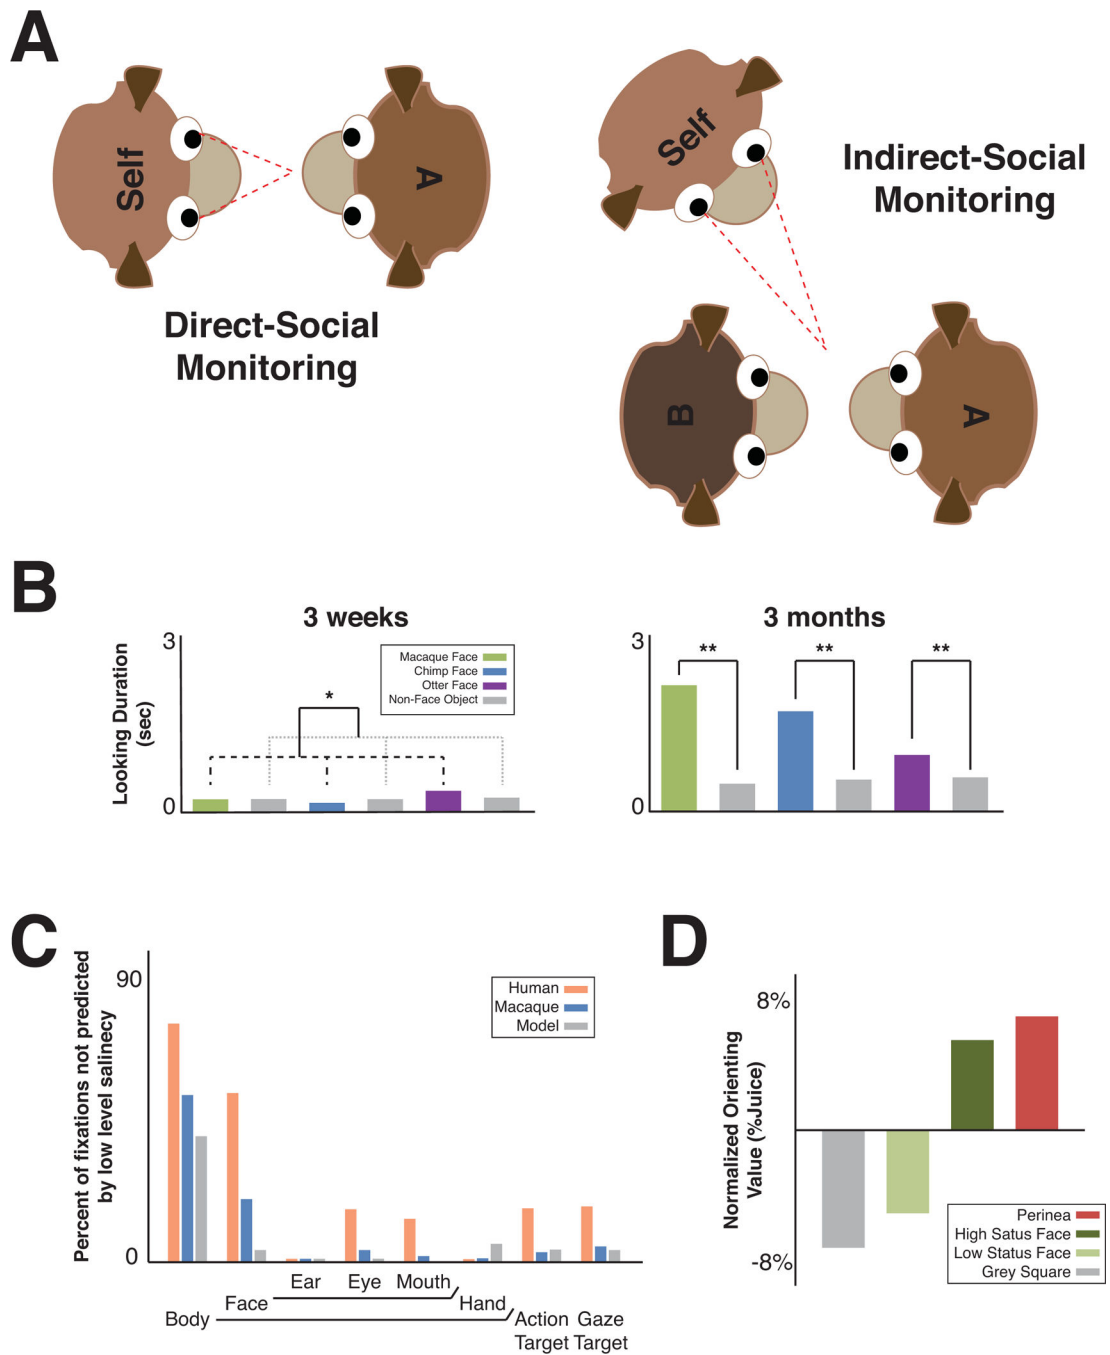 A
Self
A
Direct-Social
Monitoring
Self
Indirect-Social
Monitoring
B
A
B
3 weeks
3
0
Looking Duration
(sec)
Macaque Face
Chimp Face
Otter Face
Non-Face Object
*
3 months
3
0
**
**
**
C
Percent of fixations not predicted
by low level salinecy
90
0
Human
Macaque
Model
Ear
Eye
Mouth
Face
Hand
Body
Action
Target
Gaze
Target
D
Normalized Orienting
Value (%Juice)
8%
-8%
Perinea
High Satus Face
Low Status Face
Grey Square